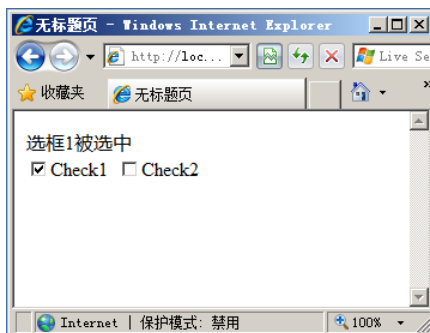 无标题页 - Windows Internet Explorer
http://loc...
Live Se
收藏夹
无标题页
»
选框1被选中
Check1 Check2
Internet | 保护模式: 禁用
100%